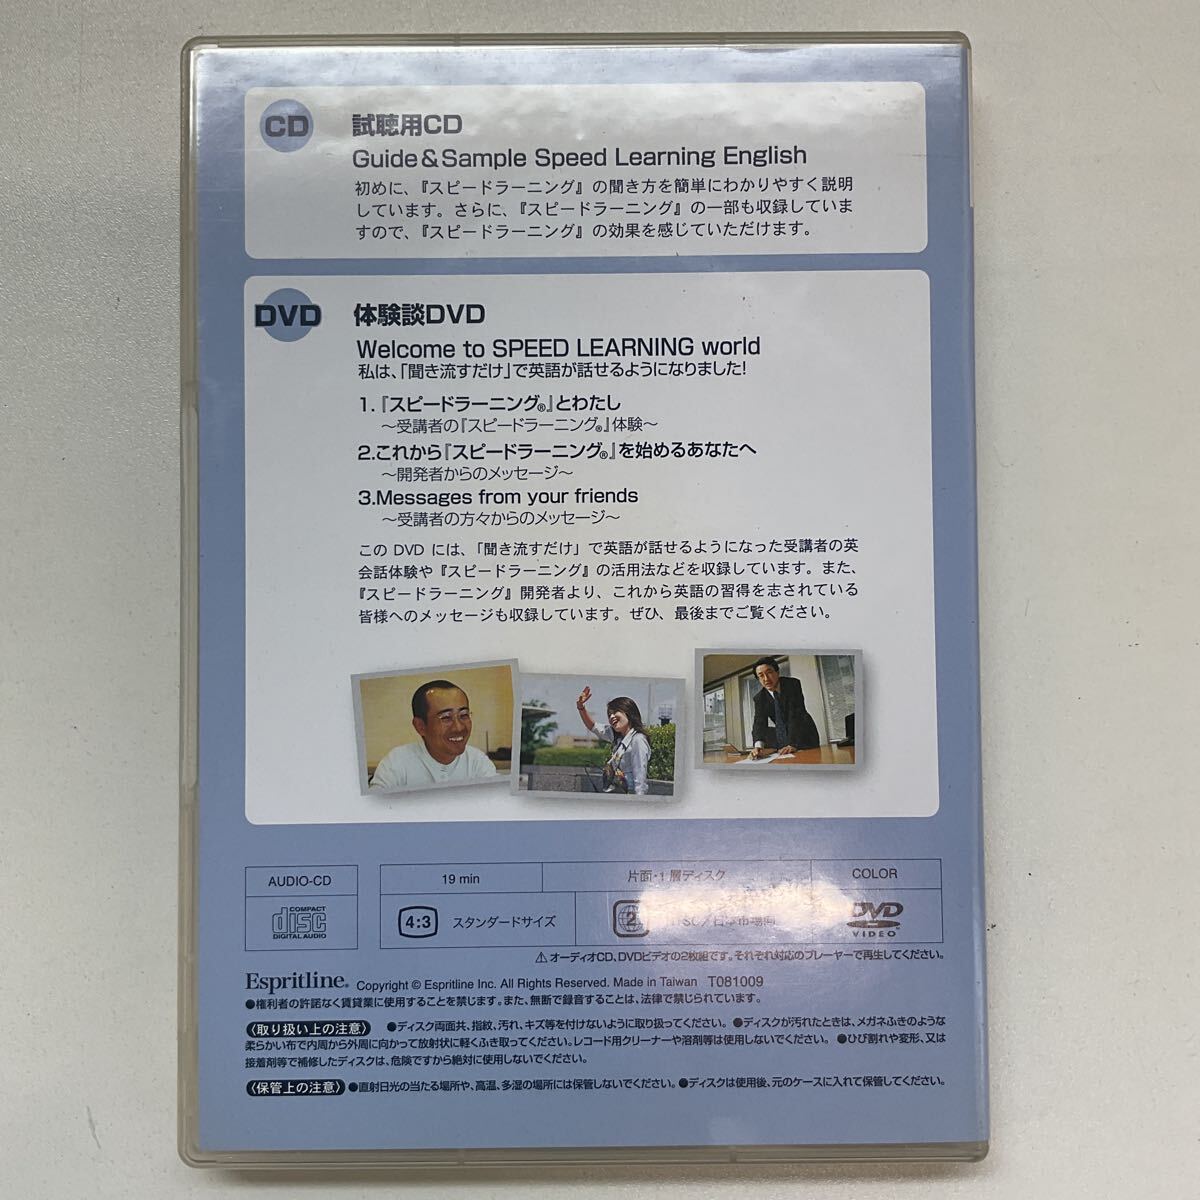 CD
試聴用CD
Guide&Sample Speed Learning English
初めに、『スピードラーニング』の聞き方を簡単にわかりやすく説明
しています。さらに、『スピードラーニング』の一部も収録していま
すので、『スピードラーニング』の効果を感じていただけます。
DVD
体験談DVD
Welcome to SPEED LEARNING world
私は、「聞き流すだけ」で英語が話せるようになりました!
1.『スピードラーニング®』とわたし
~受講者の『スピードラーニング®』体験~
2.これから『スピードラーニング®』を始めるあなたへ
~開発者からのメッセージ~
3.Messages from your friends
~受講者の方々からのメッセージ~
この DVD には、「聞き流すだけ」で英語が話せるようになった受講者の英
会話体験や『スピードラーニング』の活用法などを収録しています。また、
『スピードラーニング』開発者より、これから英語の習得を志されている
皆様へのメッセージも収録しています。ぜひ、最後までご覧ください。
AUDIO-CD
COMPACT
disc
DIGITAL AUDIO
19 min
片面・1層ディスク
COLOR
4:3 スタンダードサイズ
2 NTSC/日本市場向
DVD
VIDEO
⚠オーディオCD、DVDビデオの2枚組です。それぞれ対応のプレーヤーで再生してください。
Espritline® Copyright © Espritline Inc. All Rights Reserved. Made in Taiwan T081009
●権利者の許諾なく賃貸業に使用することを禁じます。また、無断で録音することは、法律で禁じられています。
〈取り扱い上の注意〉 ●ディスク両面共、指紋、汚れ、キズ等を付けないように取り扱ってください。●ディスクが汚れたときは、メガネふきのような
柔らかい布で内周から外周に向かって放射状に軽くふき取ってください。レコード用クリーナーや溶剤等は使用しないでください。●ひび割れや変形、又は
接着剤等で補修したディスクは、危険ですから絶対に使用しないでください。
〈保管上の注意〉●直射日光の当たる場所や、高温、多湿の場所には保管しないでください。●ディスクは使用後、元のケースに入れて保管してください。